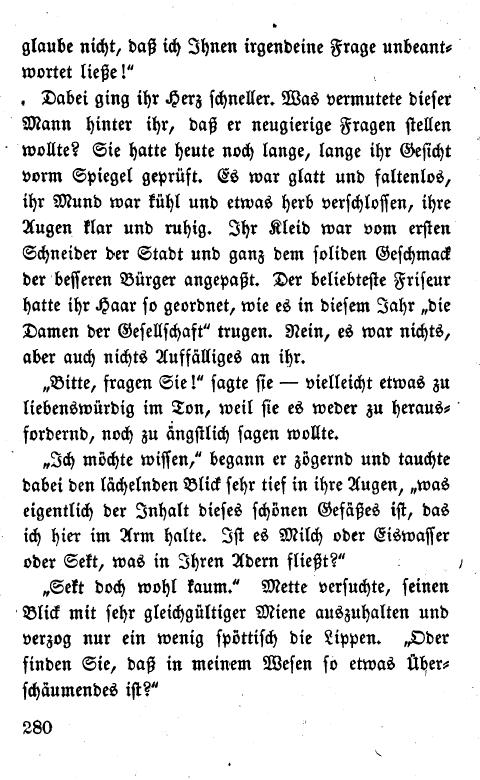 glaube nicht, daß ich Ihnen irgendeine Frage unbeant-
wortet ließe!“
Dabei ging ihr Herz schneller. Was vermutete dieser
Mann hinter ihr, daß er neugierige Fragen stellen
wollte? Sie hatte heute noch lange, lange ihr Gesicht
vorm Spiegel geprüft. Es war glatt und faltenlos,
ihr Mund war kühl und etwas herb verschlossen, ihre
Augen klar und ruhig. Ihr Kleid war vom ersten
Schneider der Stadt und ganz dem soliden Geschmack
der besseren Bürger angepaßt. Der beliebteste Friseur
hatte ihr Haar so geordnet, wie es in diesem Jahr „die
Damen der Gesellschaft“ trugen. Nein, es war nichts,
aber auch nichts Auffälliges an ihr.
„Bitte, fragen Sie!“ sagte sie — vielleicht etwas zu
liebenswürdig im Ton, weil sie es weder zu heraus-
fordernd, noch zu ängstlich sagen wollte.
„Ich möchte wissen,“ begann er zögernd und tauchte
dabei den lächelnden Blick sehr tief in ihre Augen, „was
eigentlich der Inhalt dieses schönen Gefäßes ist, das
ich hier im Arm halte. Ist es Milch oder Eiswasser
oder Sekt, was in Ihren Adern fließt?“
„Sekt doch wohl kaum.“ Mette versuchte, seinen
Blick mit sehr gleichgültiger Miene auszuhalten und
verzog nur ein wenig spöttisch die Lippen. „Oder
finden Sie, daß in meinem Wesen so etwas Über-
schäumendes ist?“
280